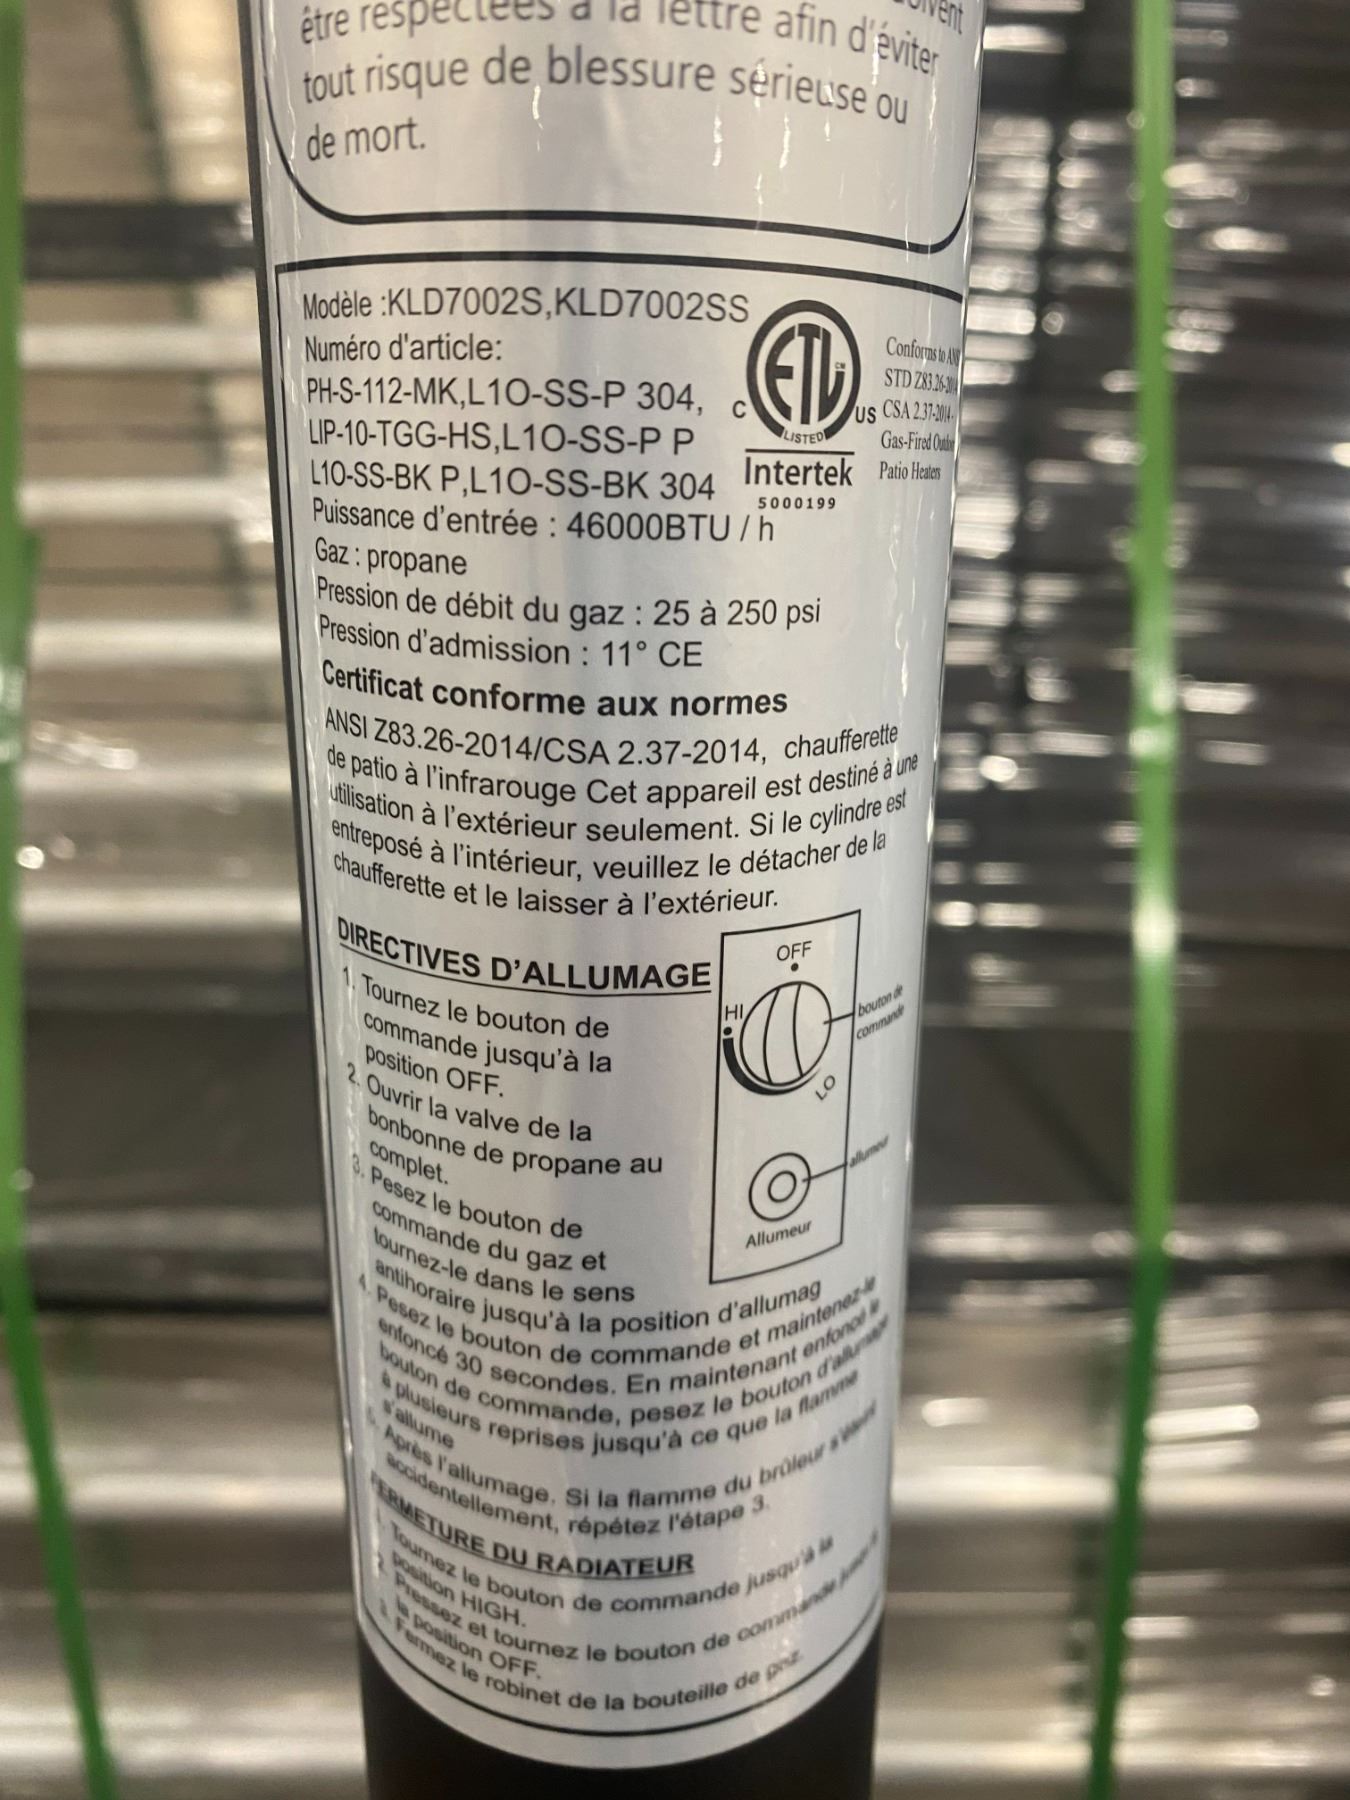 être respectées à la lettre afin d'éviter
tout risque de blessure sérieuse ou
de mort.
Modèle :KLD7002S,KLD7002SS
Numéro d'article:
PH-S-112-MK,L1O-SS-P 304,
LIP-10-TGG-HS,L1O-SS-P P
L1O-SS-BK P,L1O-SS-BK 304
C ETL CM US
LISTED
Intertek
5000199
Conforms to
STD Z83.26-2014
CSA 2.37-2014
Gas-Fired
Patio Heaters
Puissance d'entrée : 46000BTU / h
Gaz : propane
Pression de débit du gaz : 25 à 250 psi
Pression d'admission : 11° CE
Certificat conforme aux normes
ANSI Z83.26-2014/CSA 2.37-2014, chaufferette
de patio à l'infrarouge Cet appareil est destiné à une
utilisation à l'extérieur seulement. Si le cylindre est
entreposé à l'intérieur, veuillez le détacher de la
chaufferette et le laisser à l'extérieur.
DIRECTIVES D'ALLUMAGE
1. Tournez le bouton de
commande jusqu'à la
position OFF.
2. Ouvrir la valve de la
bonbonne de propane au
complet.
3. Pesez le bouton de
commande du gaz et
tournez-le dans le sens
antihoraire jusqu'à la position d'allumag
4. Pesez le bouton de commande et maintenez-le
enfoncé 30 secondes. En maintenant enfoncé le
bouton de commande, pesez le bouton d'allumage
à plusieurs reprises jusqu'à ce que la flamme
s'allume
5. Après l'allumage. Si la flamme du brûleur s'éteint
accidentellement, répétez l'étape 3.
OFF
HI
LO
bouton de
commande
allumeur
Allumeur
FERMETURE DU RADIATEUR
1. Tournez le bouton de commande jusqu'à la
position HIGH.
2. Pressez et tournez le bouton de commande jusqu'à
la position OFF.
3. Fermez le robinet de la bouteille de gaz.